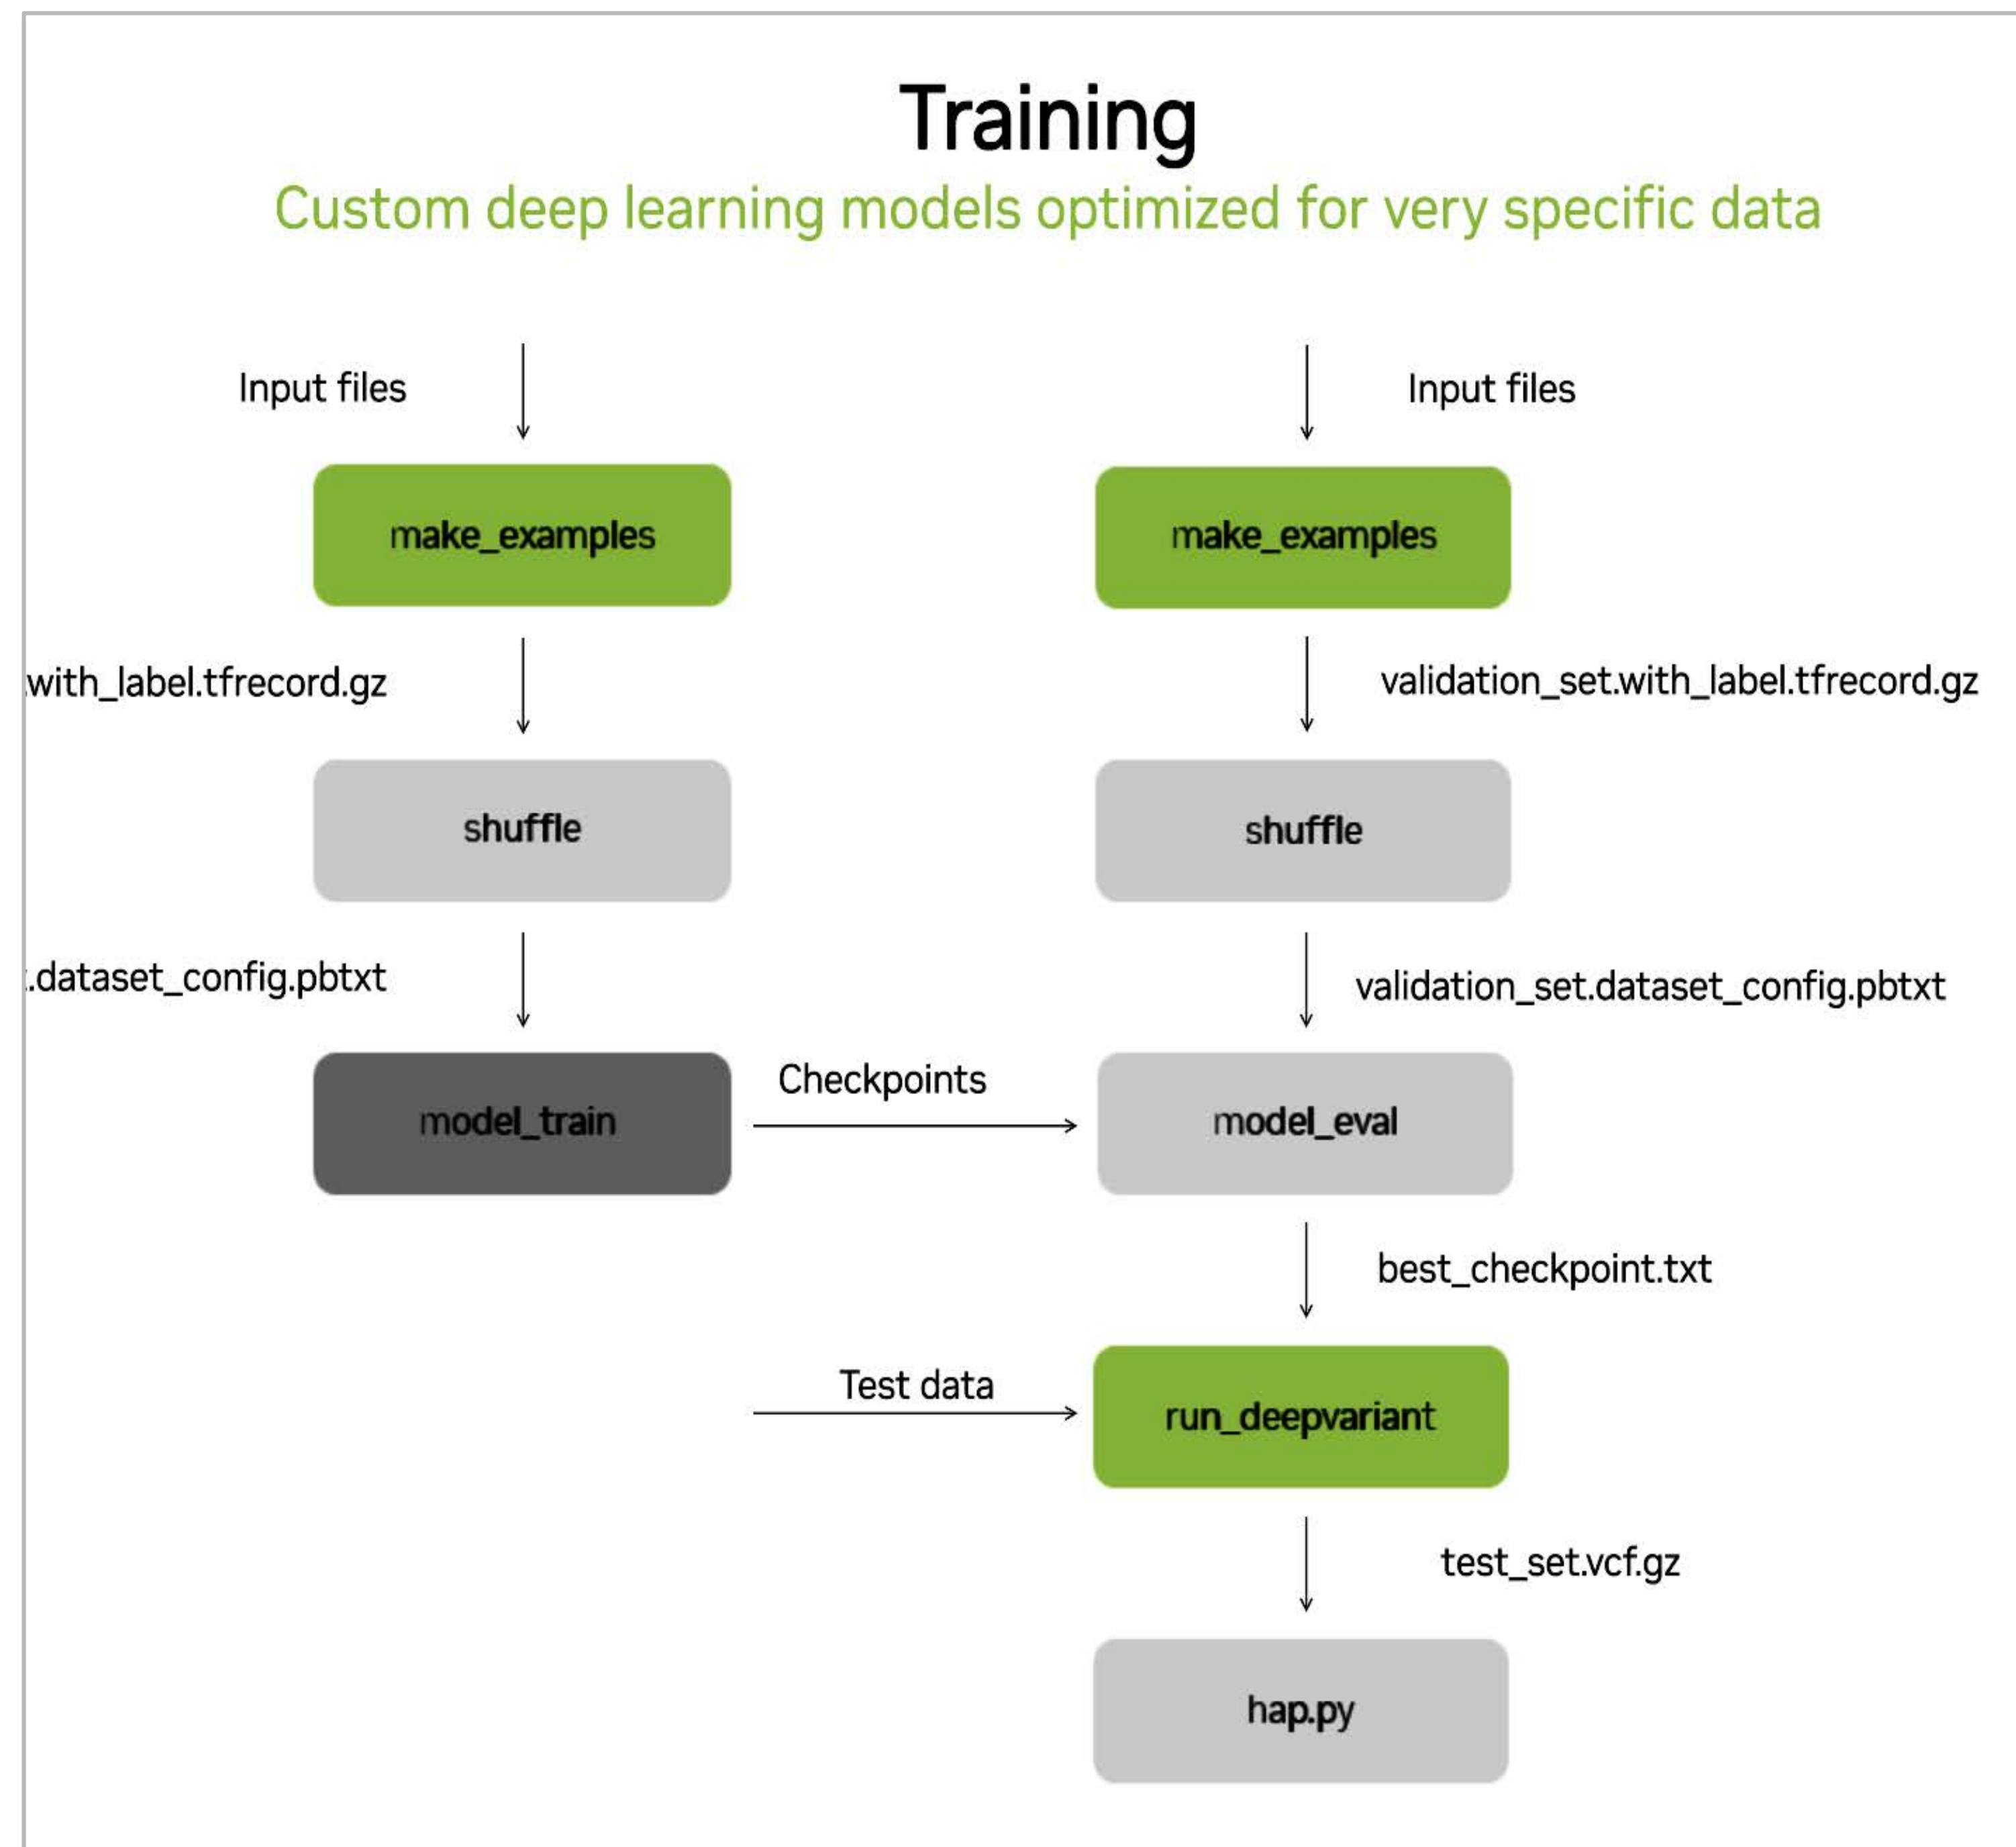 Training
Custom deep learning models optimized for very specific data
Input files
Input files
make_examples
make_examples
with_label.tfrecord.gz
validation_set.with_label.tfrecord.gz
shuffle
shuffle
.dataset_config.pbtxt
validation_set.dataset_config.pbtxt
Checkpoints
model_train
model_eval
best_checkpoint.txt
Test data
run_deepvariant
test_set.vcf.gz
hap.py